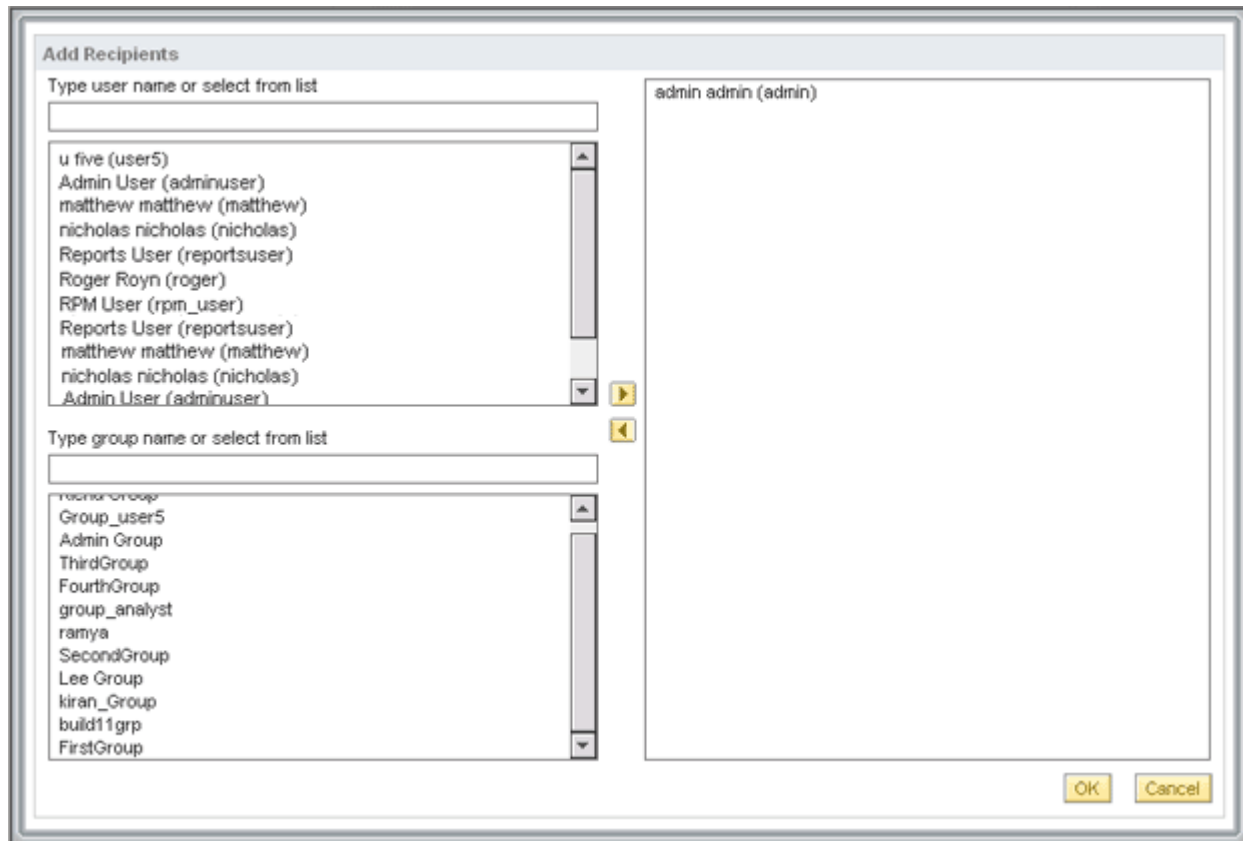 Add Recipients
Type user name or select from list
u five (user5)
Admin User (adminuser)
matthew matthew (matthew)
nicholas nicholas (nicholas)
Reports User (reportsuser)
Roger Royn (roger)
RPM User (rpm_user)
Reports User (reportsuser)
matthew matthew (matthew)
nicholas nicholas (nicholas)
Admin User (adminuser)
Type group name or select from list
Group
Group_user5
Admin Group
ThirdGroup
FourthGroup
group_analyst
ramya
SecondGroup
Lee Group
kiran_Group
build11grp
FirstGroup
admin admin (admin)
OK
Cancel